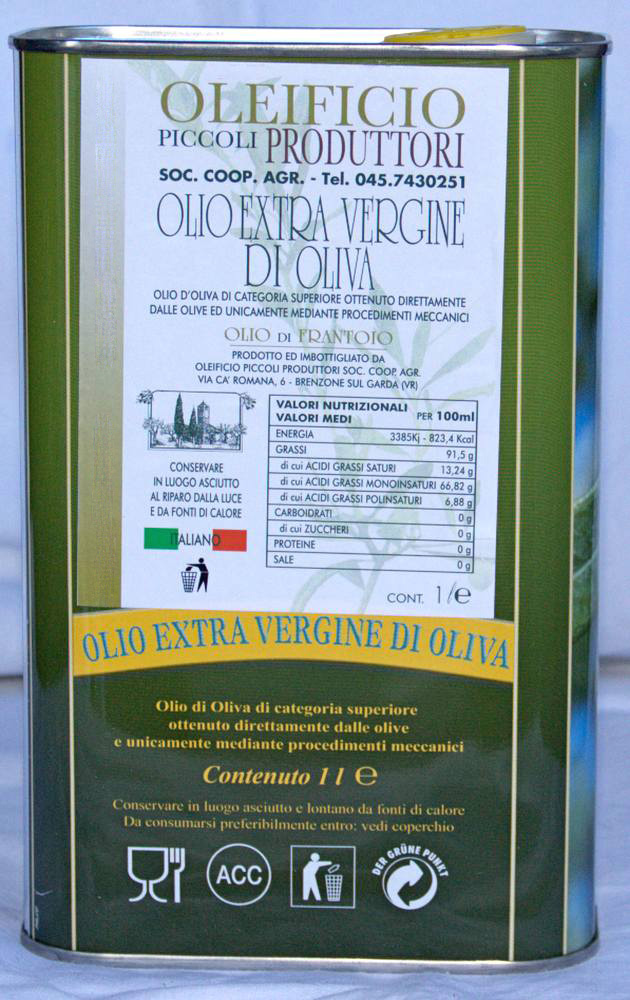 OLEIFICIO
PICCOLI PRODUTTORI
SOC. COOP. AGR. - Tel. 045.7430251
OLIO EXTRA VERGINE
DI OLIVA
OLIO D'OLIVA DI CATEGORIA SUPERIORE OTTENUTO DIRETTAMENTE
DALLE OLIVE ED UNICAMENTE MEDIANTE PROCEDIMENTI MECCANICI
OLIO DI FRANTOIO
PRODOTTO ED IMBOTTIGLIATO DA
OLEIFICIO PICCOLI PRODUTTORI SOC. COOP. AGR.
VIA CA' ROMANA, 6 - BRENZONE SUL GARDA (VR)
CONSERVARE
IN LUOGO ASCIUTTO
AL RIPARO DALLA LUCE
E DA FONTI DI CALORE
ITALIANO
VALORI NUTRIZIONALI
VALORI MEDI PER 100ml
ENERGIA 3385Kj - 823,4 Kcal
GRASSI 91,5 g
di cui ACIDI GRASSI SATURI 13,24 g
di cui ACIDI GRASSI MONOINSATURI 66,82 g
di cui ACIDI GRASSI POLINSATURI 6,88 g
CARBOIDRATI 0 g
di cui ZUCCHERI 0 g
PROTEINE 0 g
SALE 0 g
CONT. 1 l e
OLIO EXTRA VERGINE DI OLIVA
Olio di Oliva di categoria superiore
ottenuto direttamente dalle olive
e unicamente mediante procedimenti meccanici
Contenuto 1 l e
Conservare in luogo asciutto e lontano da fonti di calore
Da consumarsi preferibilmente entro: vedi coperchio
ACC
DER GRÜNE PUNKT